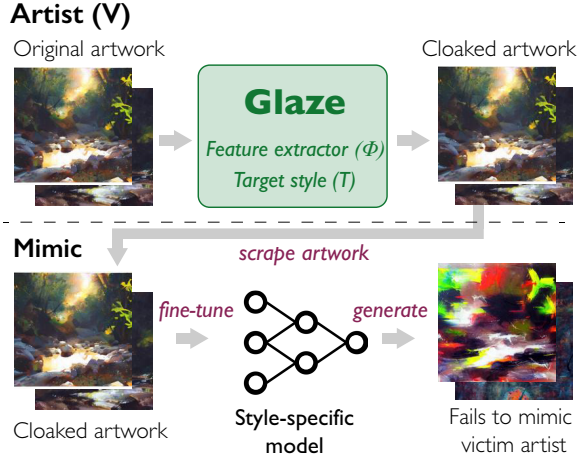 Artist (V)
Original artwork
Cloaked artwork
Glaze
Feature extractor (Φ)
Target style (T)
Mimic
scrape artwork
fine-tune
generate
Cloaked artwork
Style-specific
model
Fails to mimic
victim artist